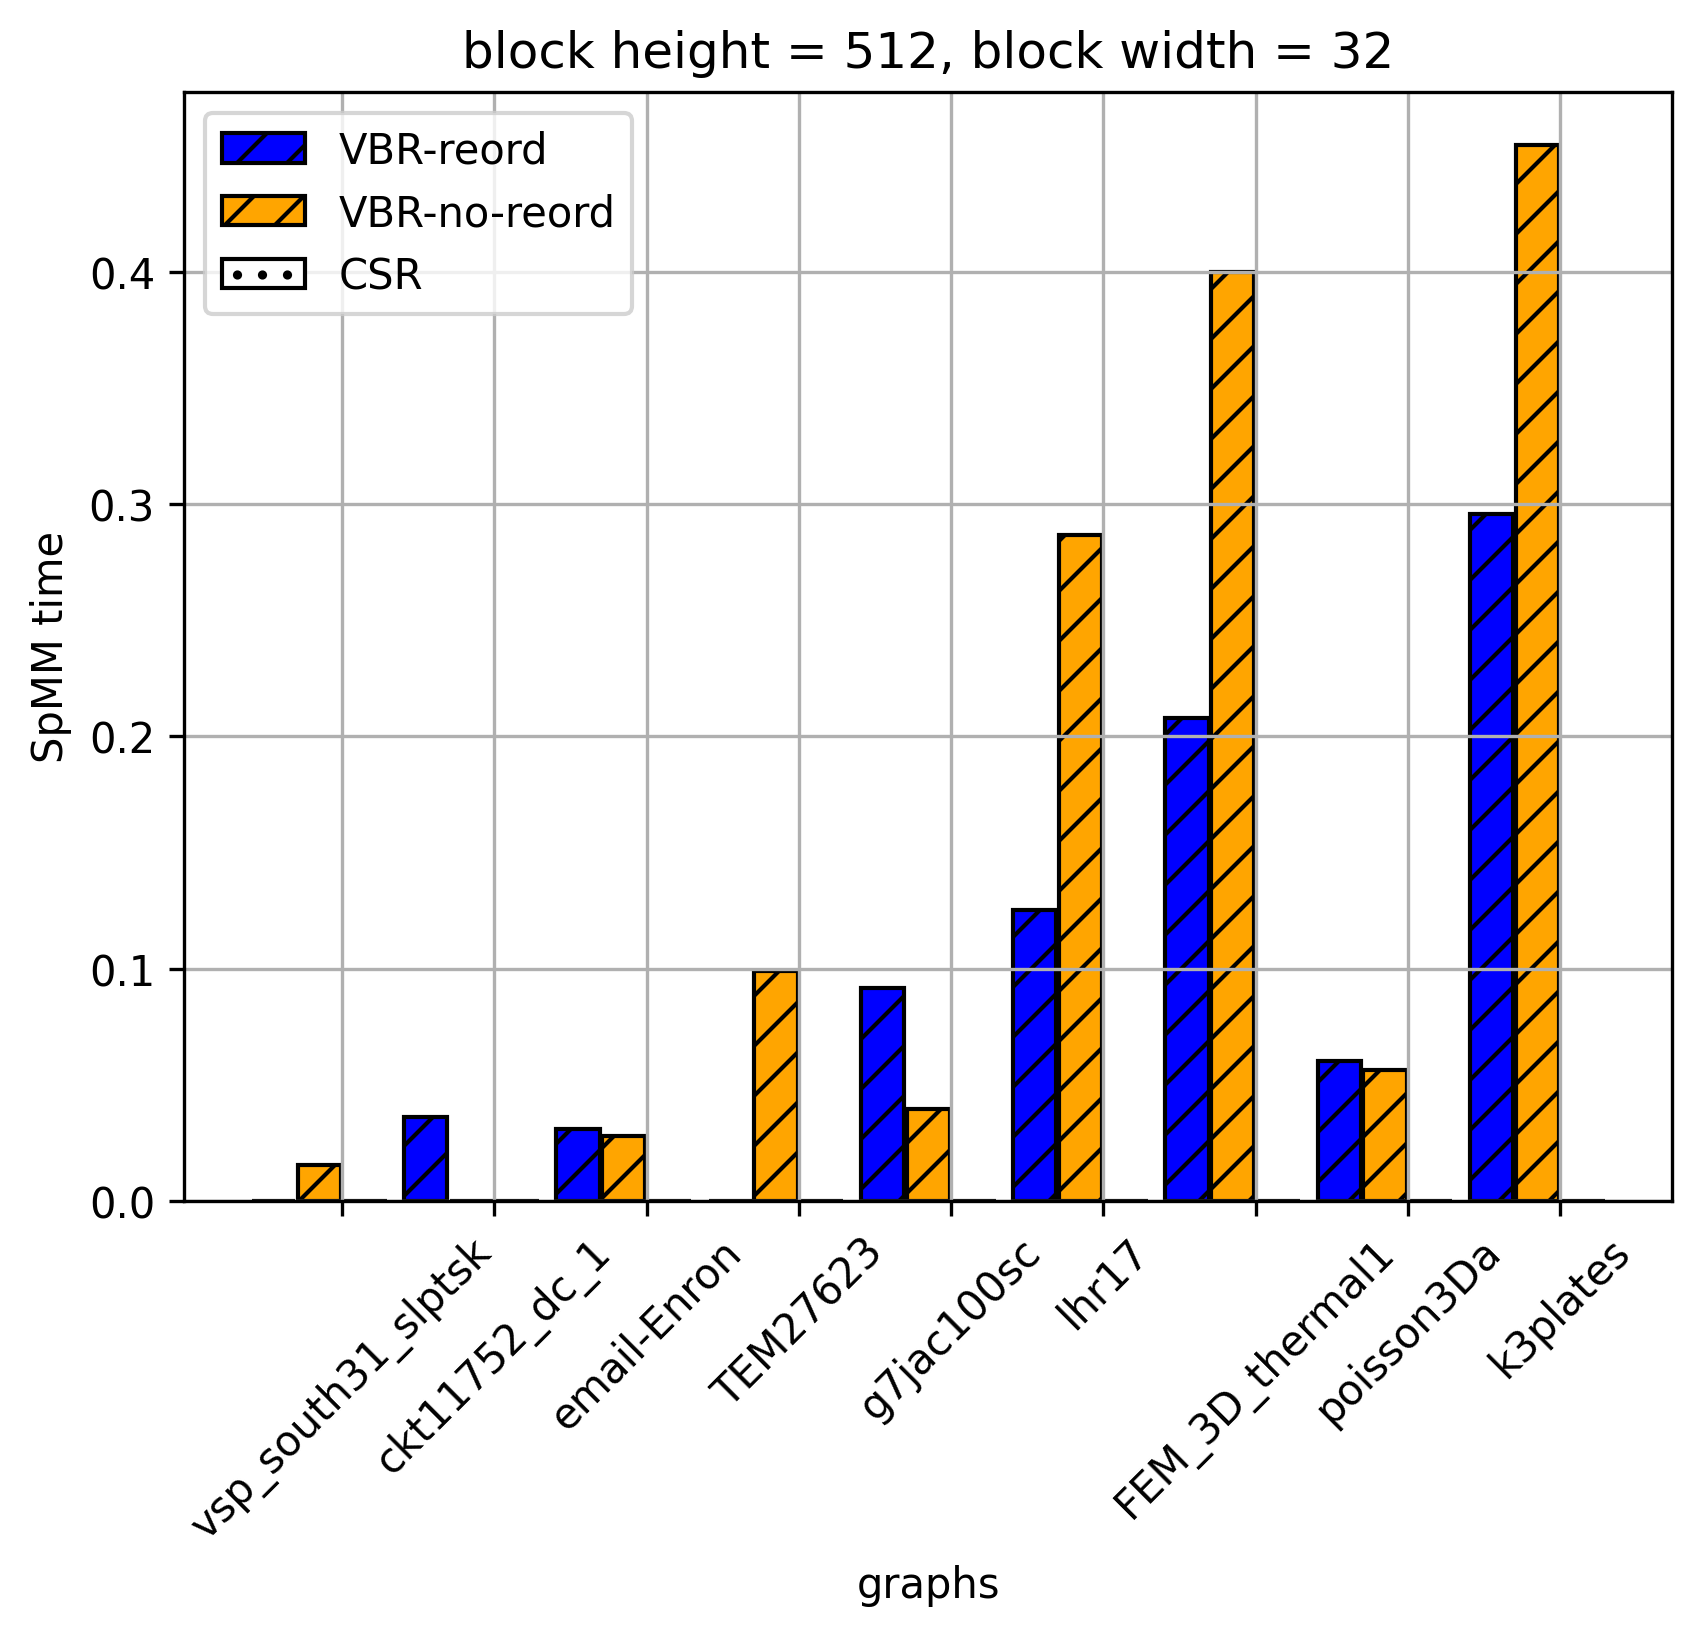 block height = 512, block width = 32
VBR-reord
VBR-no-reord
CSR
SpMM time
0.4
0.3
0.2
0.1
0.0
vsp_south31_slptsk
ckt11752_dc_1
email-Enron
TEM27623
g7jac100sc
lhr17
FEM_3D_thermal1
poisson3Da
k3plates
graphs